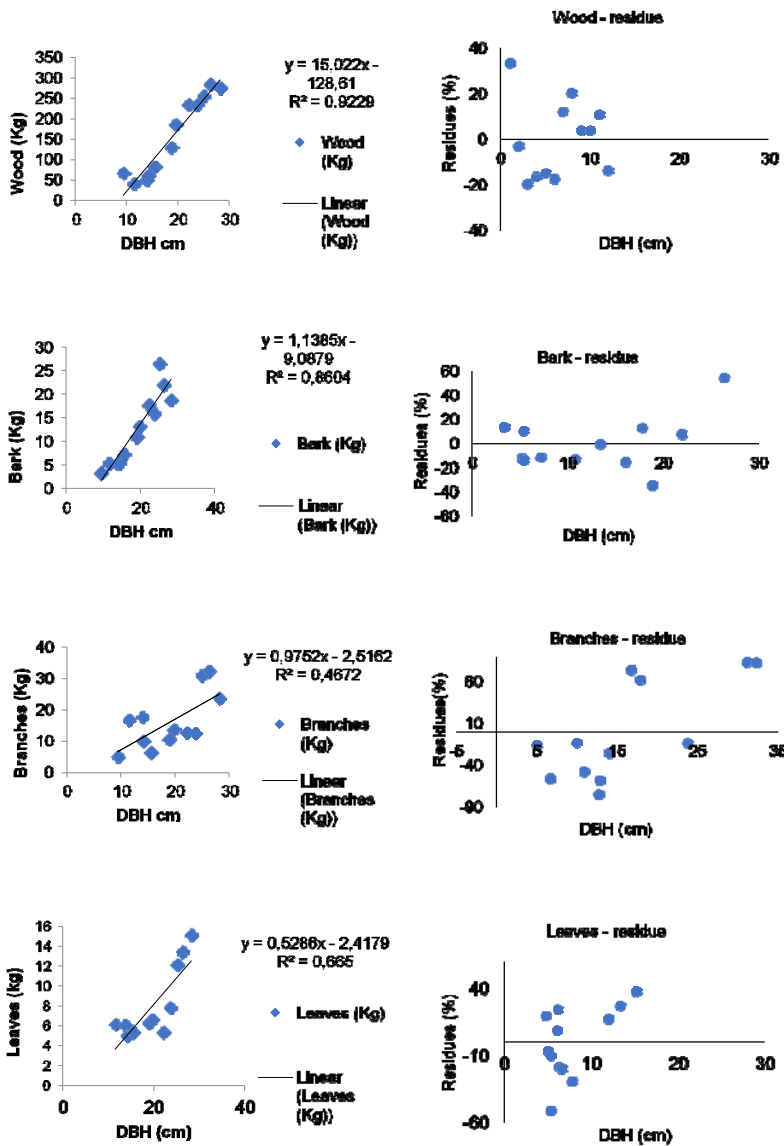 y = 15,022x -
128,61
R² = 0,9229
Wood (Kg)
350
300
250
200
150
100
50
0
0 10 20 30
DBH cm
Wood
(Kg)
Linear
(Wood
(Kg))
Wood - residue
Residues (%)
40
20
0
-20
-40
0 10 20 30
DBH (cm)
y = 1,1385x -
9,0879
R² = 0,8604
Bark (Kg)
30
25
20
15
10
5
0
0 20 40
DBH cm
Bark (Kg)
Linear
(Bark (Kg))
Bark - residue
Residues (%)
60
40
20
0
-20
-40
-60
0 10 20 30
DBH (cm)
y = 0,9752x - 2,5162
R² = 0,4672
Branches (Kg)
40
30
20
10
0
0 10 20 30
DBH cm
Branches
(Kg)
Linear
(Branches
(Kg))
Branches - residue
Residues(%)
60
10
-40
-90
-5 5 15 25 35
DBH (cm)
y = 0,5286x - 2,4179
R² = 0,665
Leaves (kg)
16
14
12
10
8
6
4
2
0
0 20 40
DBH (cm)
Leaves (Kg)
Linear
(Leaves
(Kg))
Leaves - residue
Residues (%)
40
-10
-60
0 10 20 30
DBH (cm)